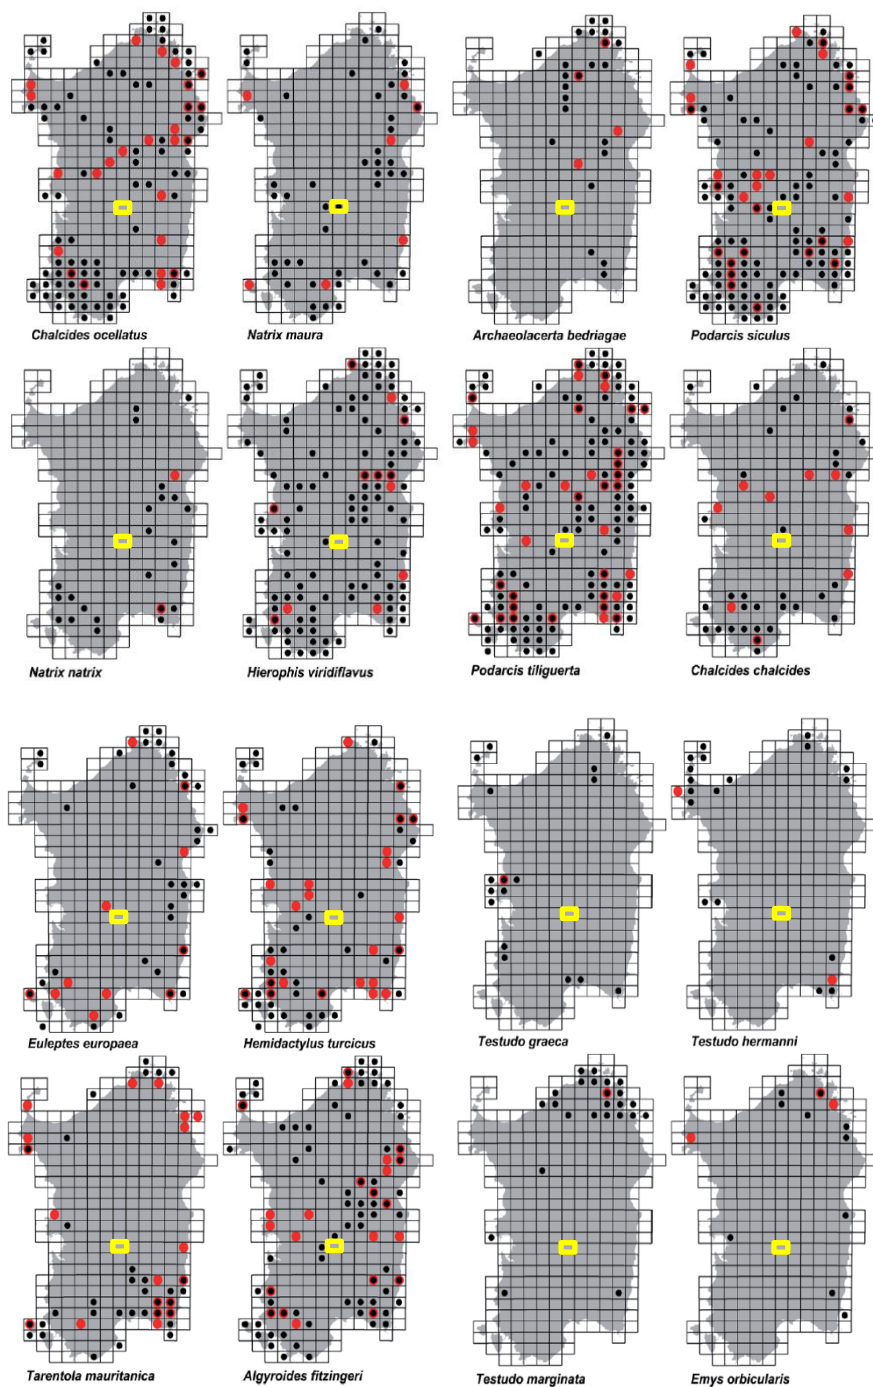 Chalcides ocellatus
Natrix maura
Archaeolacerta bedriagae
Podarcis siculus
Natrix natrix
Hierophis viridiflavus
Podarcis tiliguerta
Chalcides chalcides
Euleptes europaea
Hemidactylus turcicus
Testudo graeca
Testudo hermanni
Tarentola mauritanica
Algyroides fitzingeri
Testudo marginata
Emys orbicularis